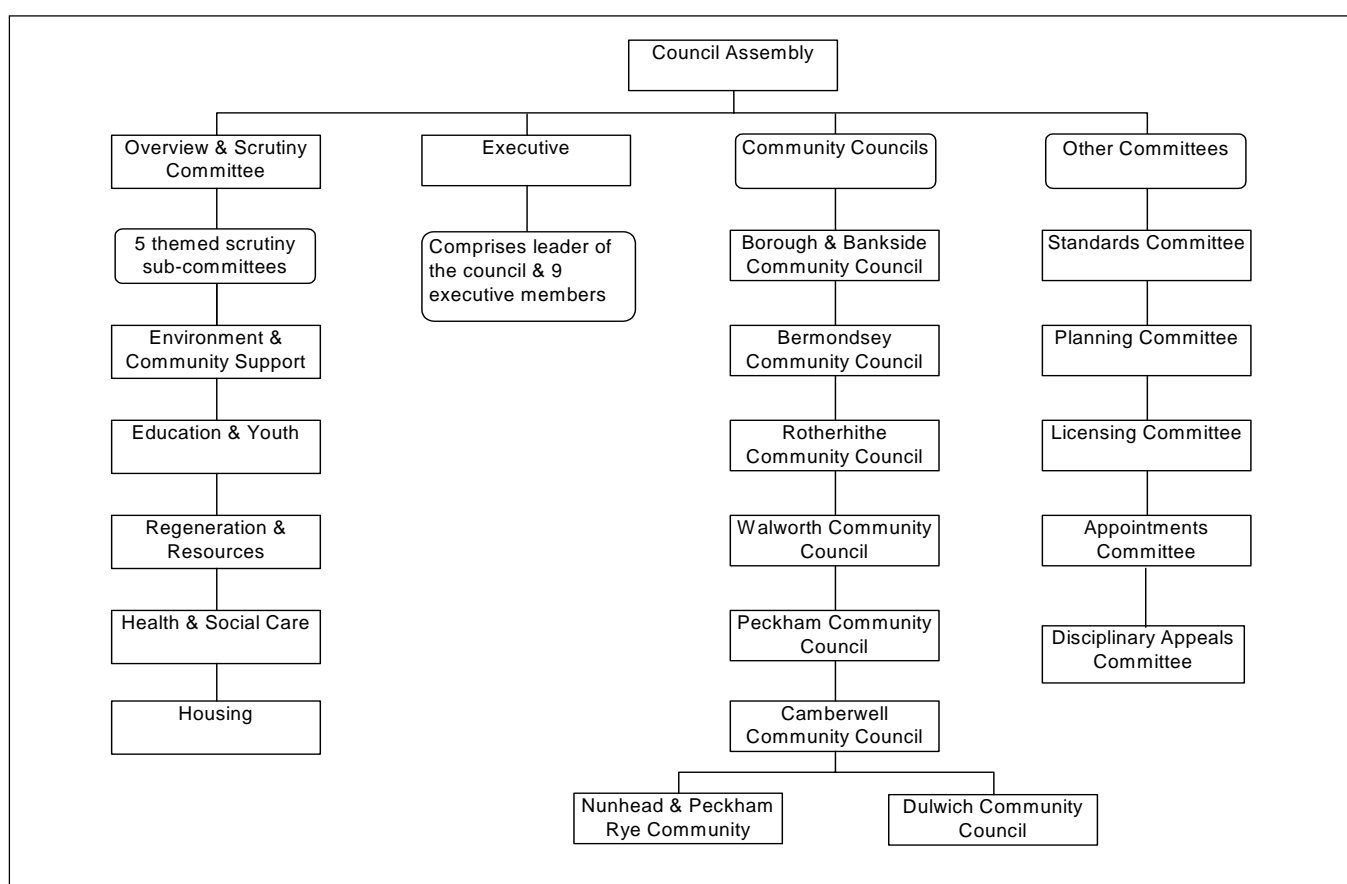 Council Assembly
Overview & Scrutiny
Committee
Executive
Community Councils
Other Committees
5 themed scrutiny
sub-committees
Comprises leader of
the council & 9
executive members
Borough & Bankside
Community Council
Standards Committee
Environment &
Community Support
Bermondsey
Community Council
Planning Committee
Education & Youth
Rotherhithe
Community Council
Licensing Committee
Regeneration &
Resources
Walworth Community
Council
Appointments
Committee
Health & Social Care
Peckham Community
Council
Disciplinary Appeals
Committee
Housing
Camberwell
Community Council
Nunhead & Peckham
Rye Community
Dulwich Community
Council